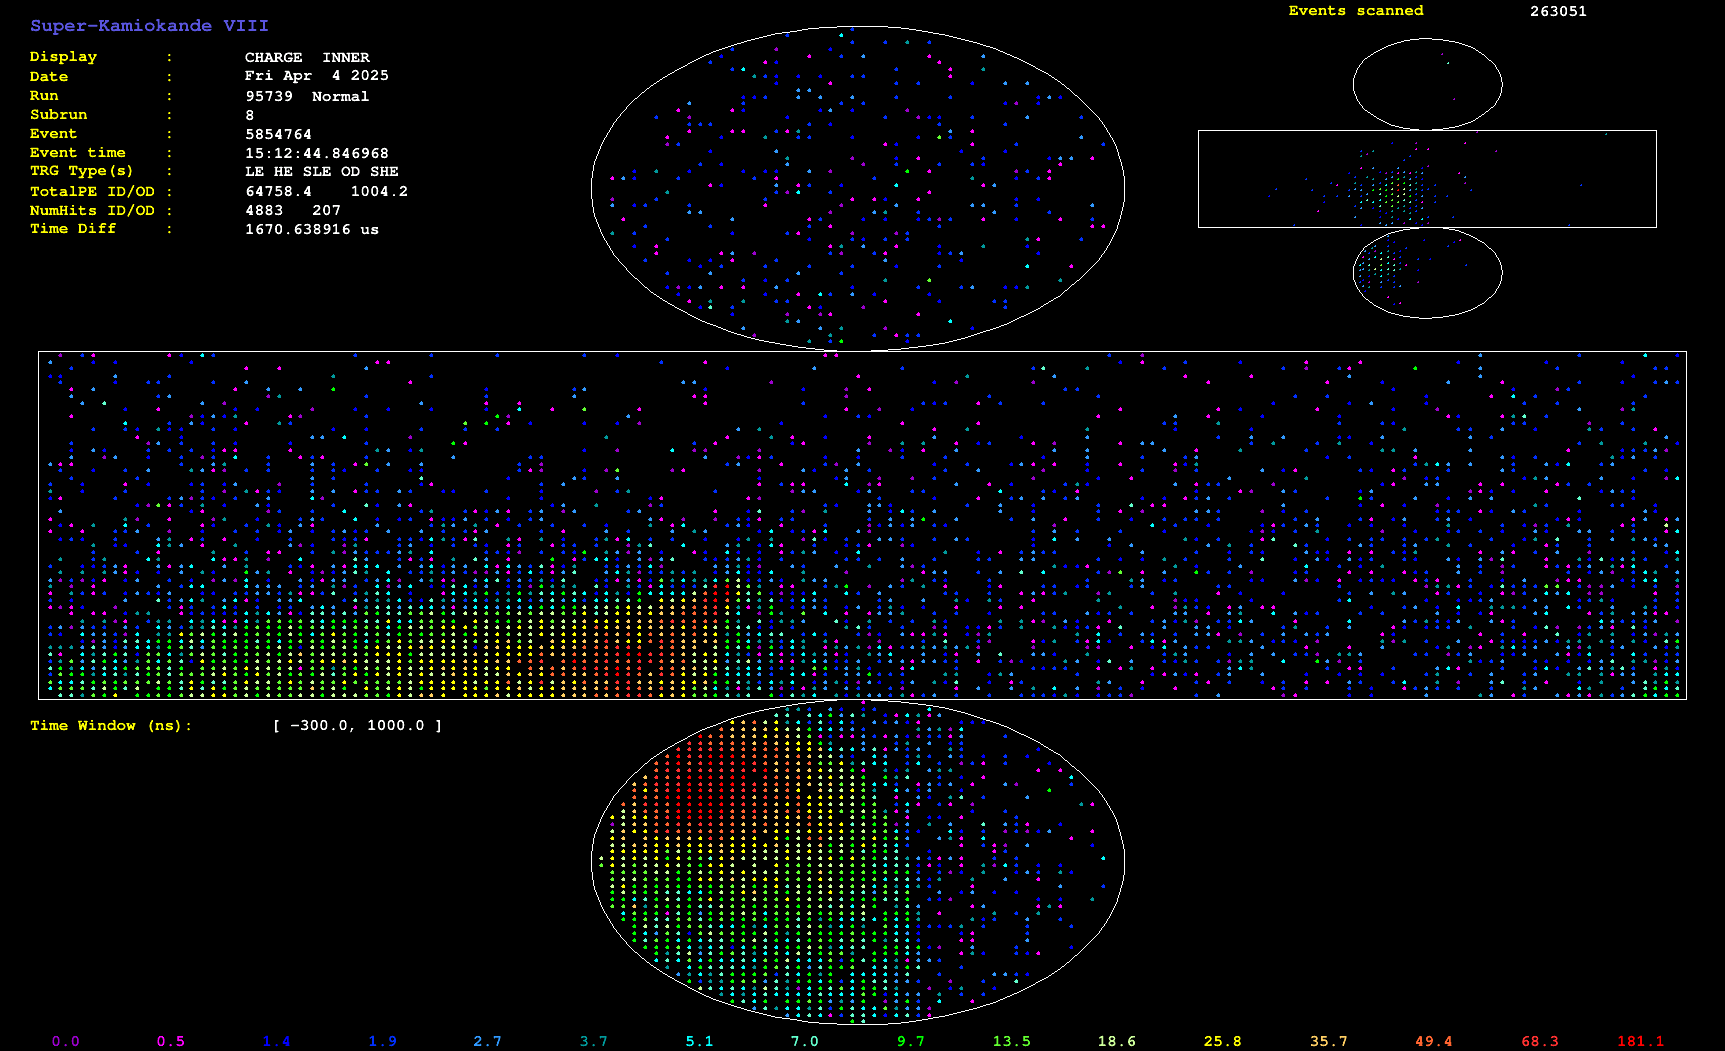 Super-Kamiokande VIII
Events scanned 263051
Display : CHARGE INNER
Date : Fri Apr 4 2025
Run : 95739 Normal
Subrun : 8
Event : 5854764
Event time : 15:12:44.846968
TRG Type(s) : LE HE SLE OD SHE
TotalPE ID/OD : 64758.4 1004.2
NumHits ID/OD : 4883 207
Time Diff : 1670.638916 us
Time Window (ns): [ -300.0, 1000.0 ]
0.0 0.5 1.4 1.9 2.7 3.7 5.1 7.0 9.7 13.5 18.6 25.8 35.7 49.4 68.3 181.1